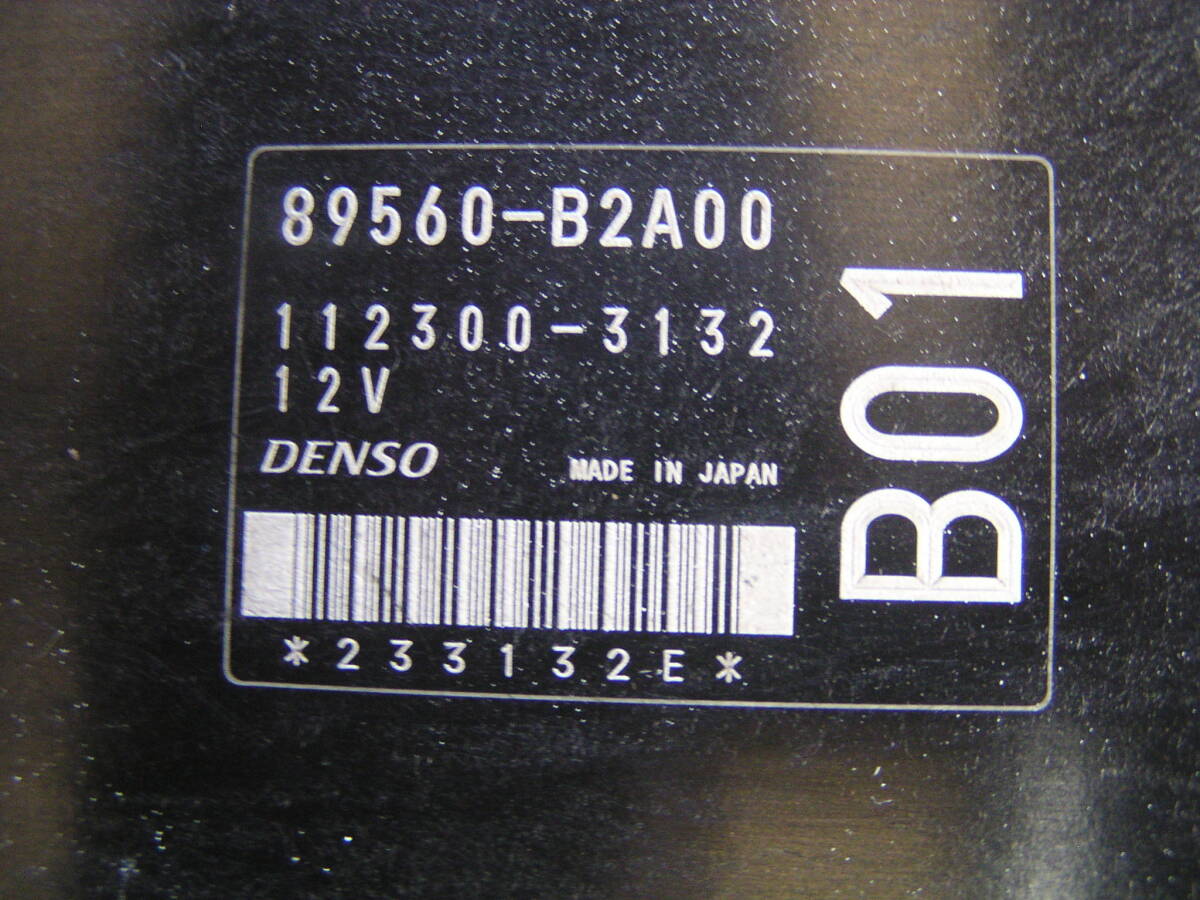 89560-B2A00
112300-3132
12V
DENSO
MADE IN JAPAN
*233132E*
B01